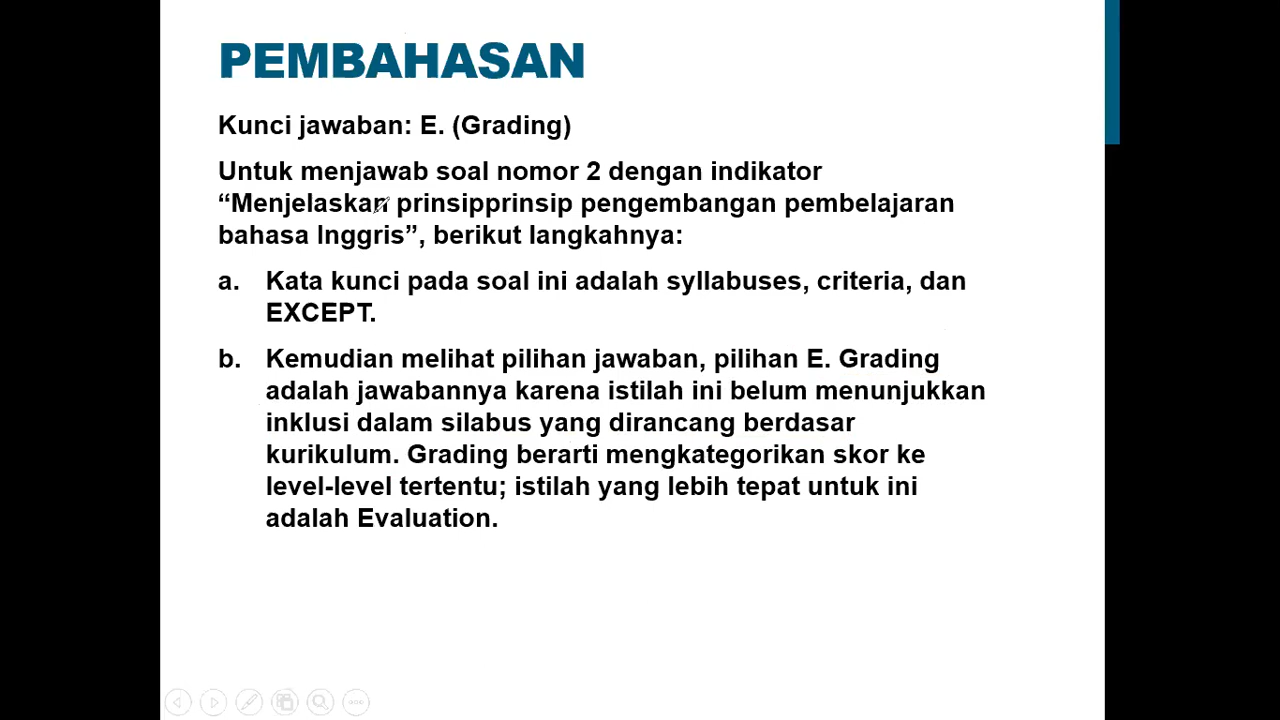 PEMBAHASAN
Kunci jawaban: E. (Grading)
Untuk menjawab soal nomor 2 dengan indikator
“Menjelaskan prinsipprinsip pengembangan pembelajaran
bahasa Inggris”, berikut langkahnya:
a. Kata kunci pada soal ini adalah syllabuses, criteria, dan
EXCEPT.
b. Kemudian melihat pilihan jawaban, pilihan E. Grading
adalah jawabannya karena istilah ini belum menunjukkan
inklusi dalam silabus yang dirancang berdasar
kurikulum. Grading berarti mengkategorikan skor ke
level-level tertentu; istilah yang lebih tepat untuk ini
adalah Evaluation.